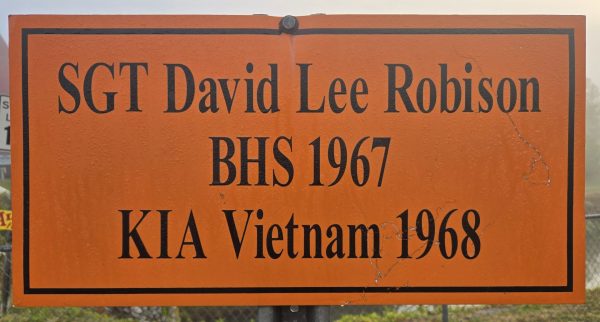 SGT David Lee Robison
BHS 1967
KIA Vietnam 1968